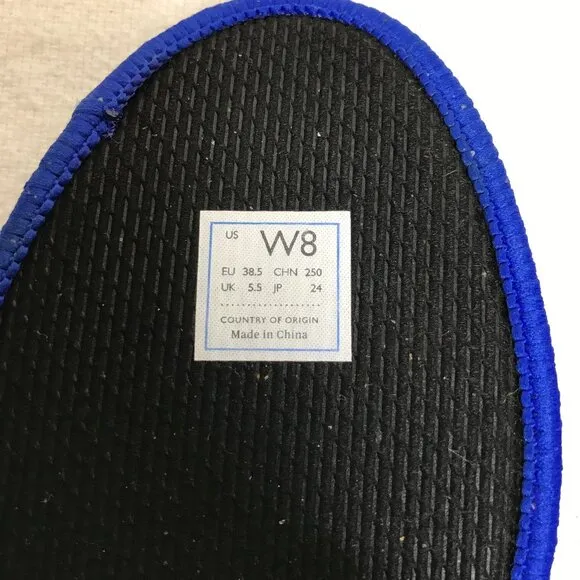 US W8
EU 38.5 CHN 250
UK 5.5 JP 24
COUNTRY OF ORIGIN
Made in China